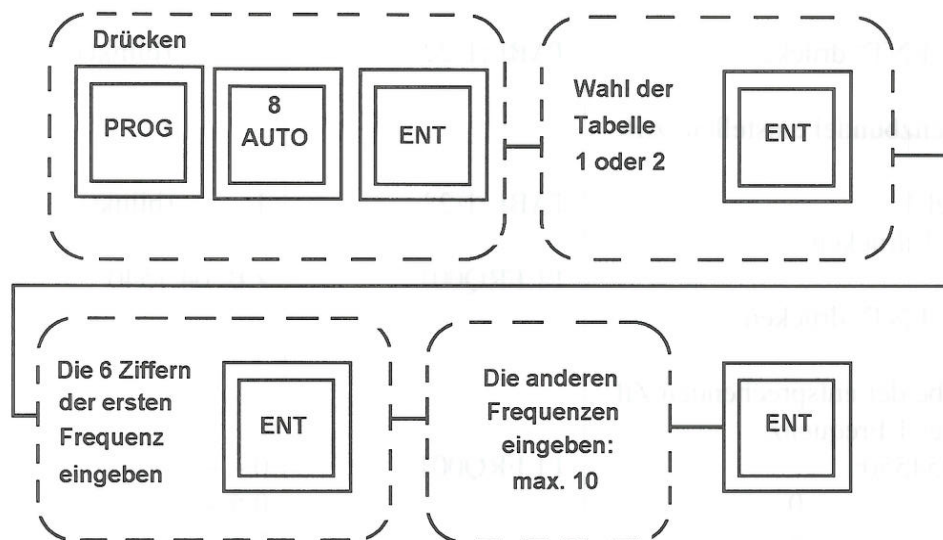 Drücken
PROG
8
AUTO
ENT
Wahl der
Tabelle
1 oder 2
ENT
Die 6 Ziffern
der ersten
Frequenz
eingeben
ENT
Die anderen
Frequenzen
eingeben:
max. 10
ENT